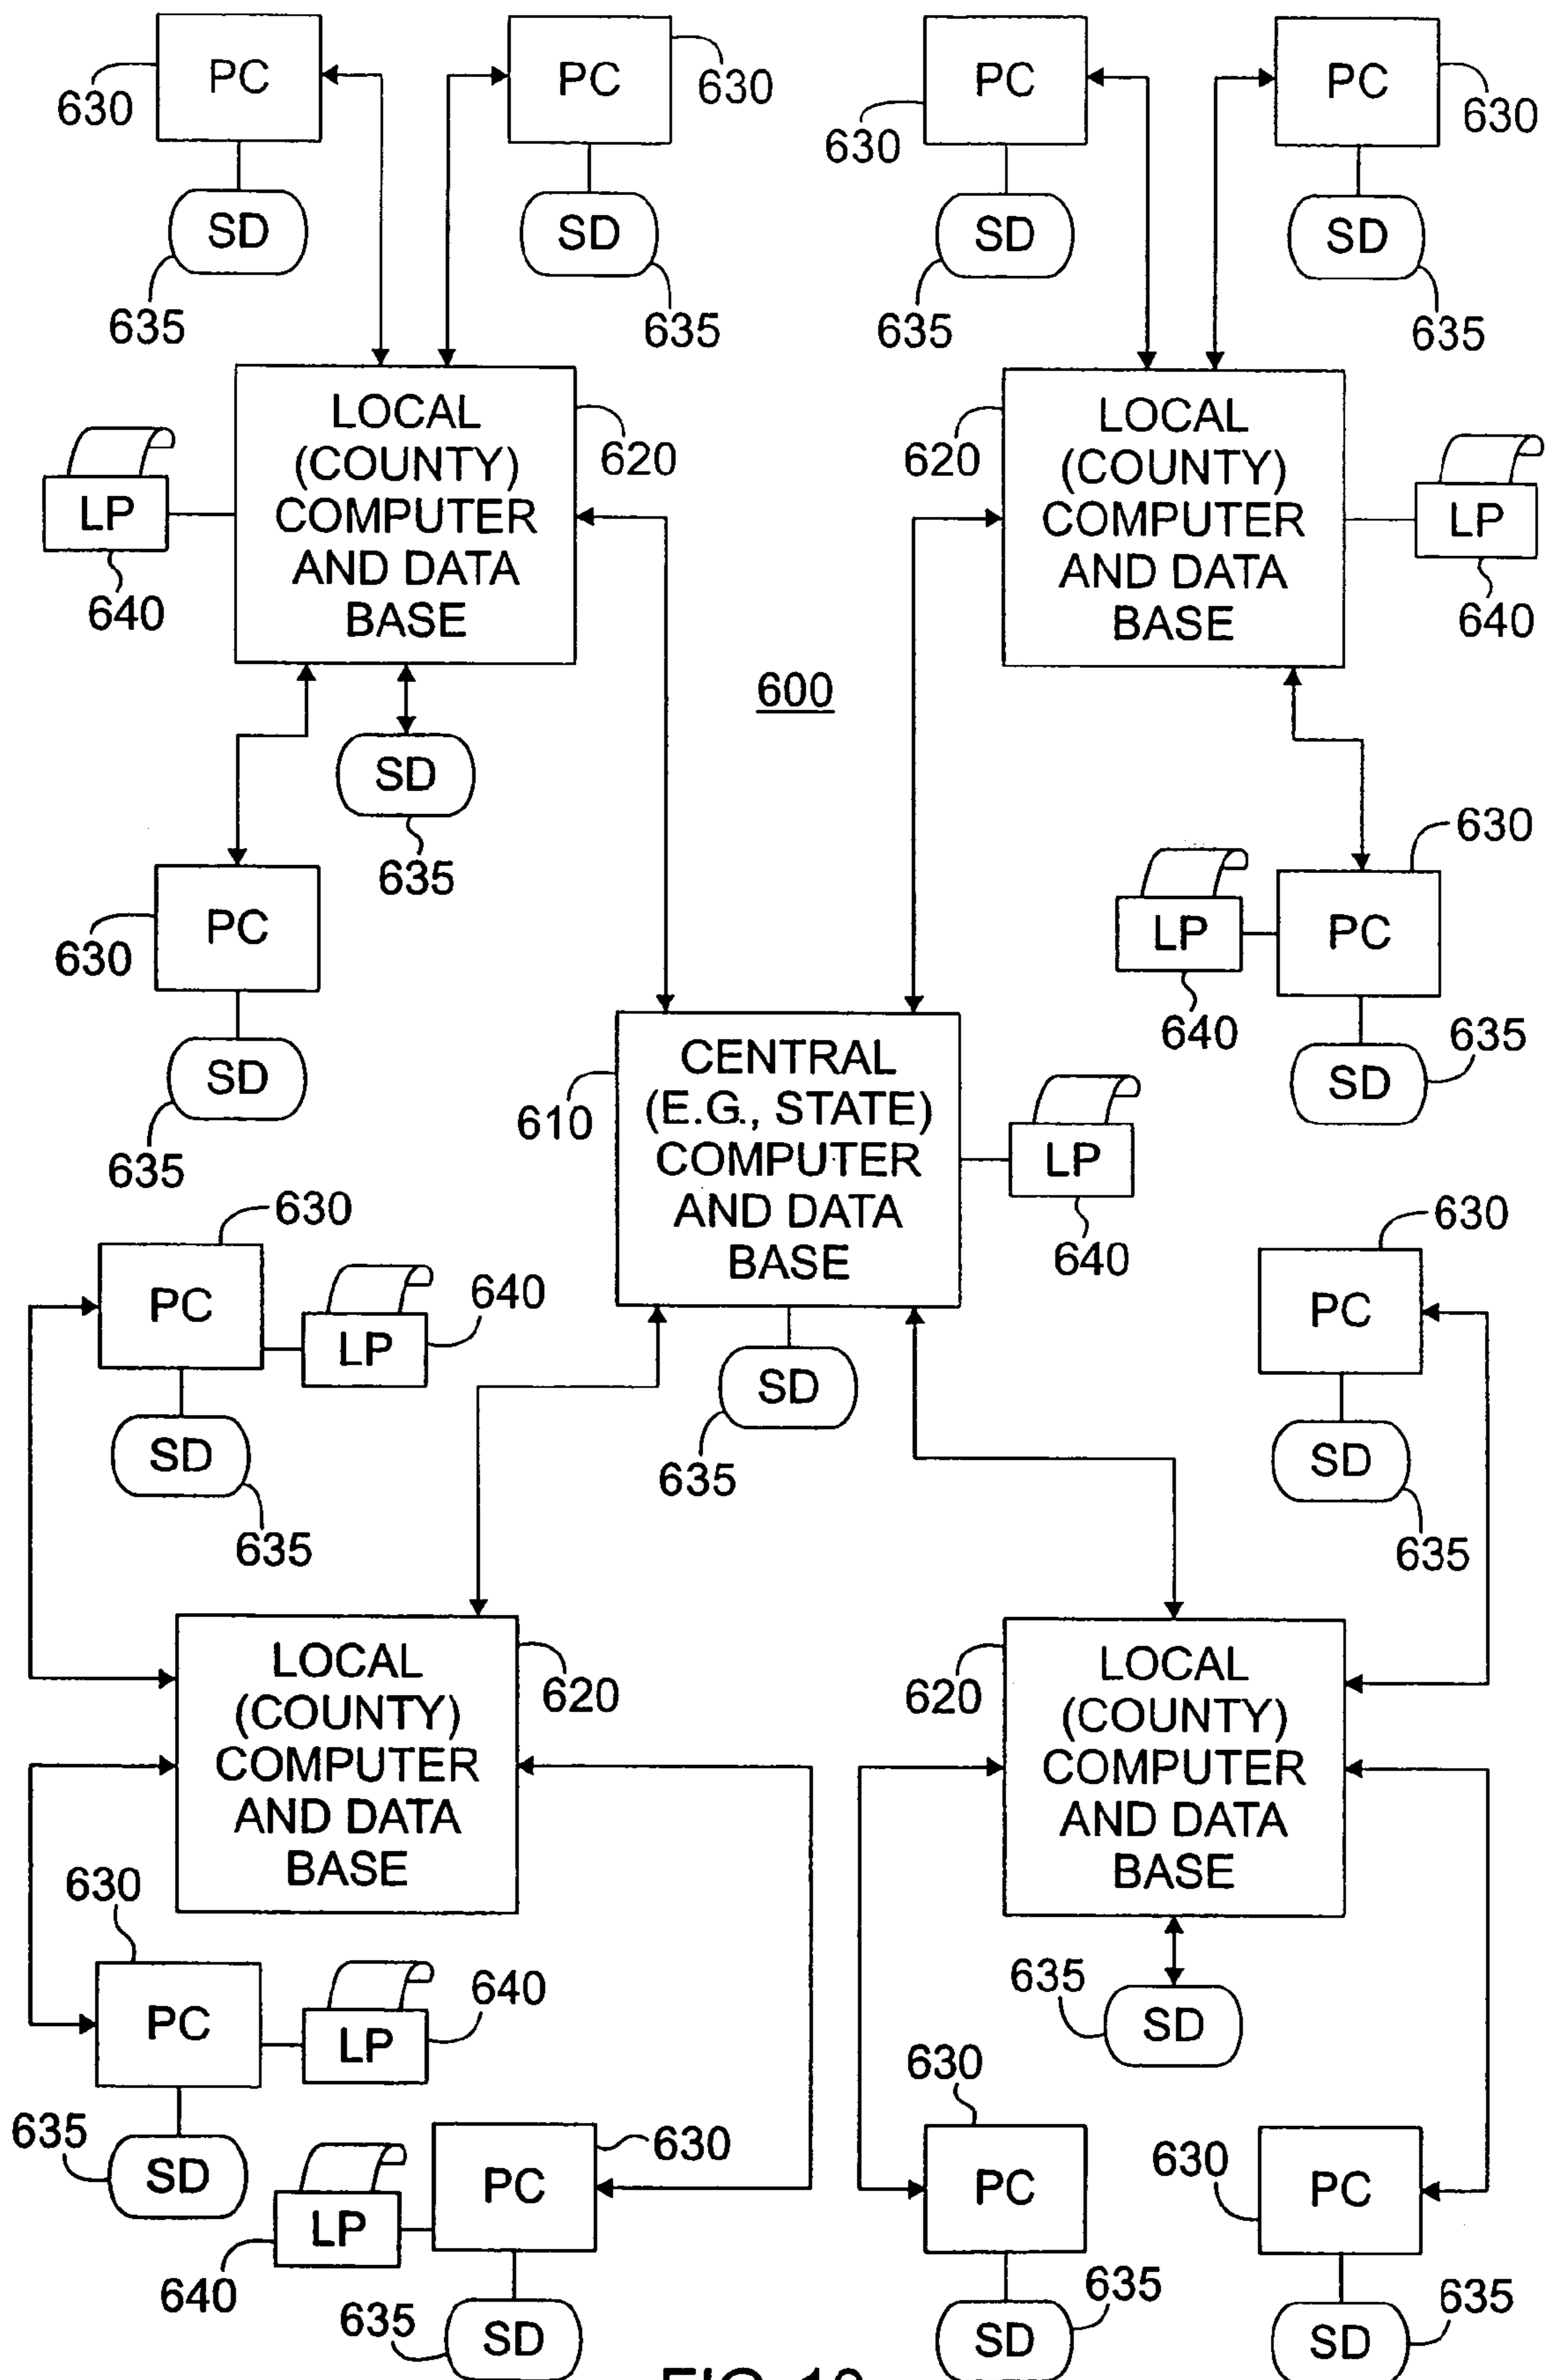 PC
630
PC
630
PC
630
PC
630
SD
635
SD
635
SD
635
SD
635
LOCAL
(COUNTY)
COMPUTER
AND DATA
BASE
620
LP
640
LOCAL
(COUNTY)
COMPUTER
AND DATA
BASE
620
LP
640
600
SD
635
PC
630
SD
635
PC
630
LP
640
SD
635
CENTRAL
(E.G., STATE)
COMPUTER
AND DATA
BASE
610
LP
640
SD
635
PC
630
LP
640
SD
635
PC
630
SD
635
LOCAL
(COUNTY)
COMPUTER
AND DATA
BASE
620
LOCAL
(COUNTY)
COMPUTER
AND DATA
BASE
620
PC
630
LP
640
SD
635
SD
635
PC
630
LP
640
SD
635
PC
630
SD
635
PC
630
SD
635